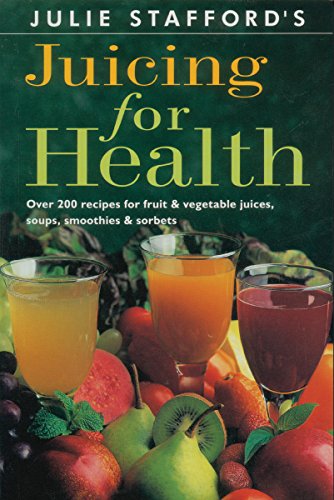 JULIE STAFFORD'S
Juicing
for
Health
Over 200 recipes for fruit & vegetable juices,
soups, smoothies & sorbets